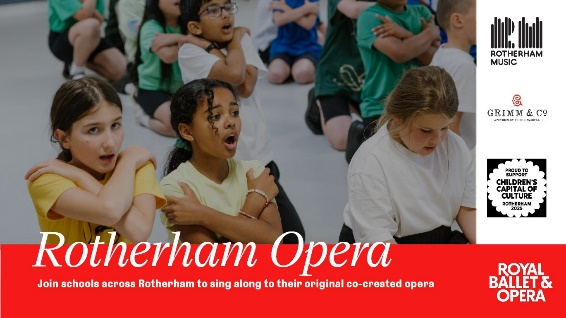 ROTHERHAM
MUSIC
GRIMM & CO
PROUD TO
SUPPORT
CHILDREN'S
CAPITAL OF
CULTURE
ROTHERHAM
2025
Rotherham Opera
Join schools across Rotherham to sing along to their original co-created opera
ROYAL
BALLET &
OPERA